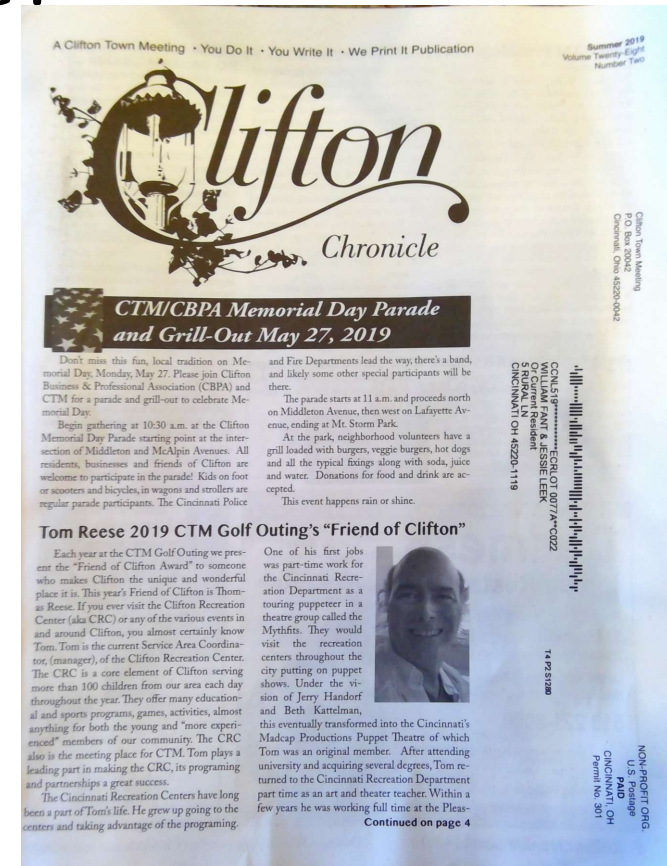 A Clifton Town Meeting • You Do It • You Write It • We Print It Publication
Summer 2019
Volume Twenty-Eight
Number Two
Clifton
Chronicle
CTM/CBPA Memorial Day Parade
and Grill-Out May 27, 2019
Don't miss this fun, local tradition on Me-
morial Day, Monday, May 27. Please join Clifton
Business & Professional Association (CBPA) and
CTM for a parade and grill-out to celebrate Me-
morial Day.
Begin gathering at 10:30 a.m. at the Clifton
Memorial Day Parade starting point at the inter-
section of Middleton and McAlpin Avenues. All
residents, businesses and friends of Clifton are
welcome to participate in the parade! Kids on foot
or scooters and bicycles, in wagons and strollers are
regular parade participants. The Cincinnati Police
and Fire Departments lead the way, there's a band,
and likely some other special participants will be
there.
The parade starts at 11 a.m. and proceeds north
on Middleton Avenue, then west on Lafayette Av-
enue, ending at Mt. Storm Park.
At the park, neighborhood volunteers have a
grill loaded with burgers, veggie burgers, hot dogs
and all the typical fixings along with soda, juice
and water. Donations for food and drink are ac-
cepted.
This event happens rain or shine.
Tom Reese 2019 CTM Golf Outing's “Friend of Clifton”
Each year at the CTM Golf Outing we pres-
ent the “Friend of Clifton Award” to someone
who makes Clifton the unique and wonderful
place it is. This year's Friend of Clifton is Thom-
as Reese. If you ever visit the Clifton Recreation
Center (aka CRC) or any of the various events in
and around Clifton, you almost certainly know
Tom. Tom is the current Service Area Coordina-
tor, (manager), of the Clifton Recreation Center.
The CRC is a core element of Clifton serving
more than 100 children from our area each day
throughout the year. They offer many education-
al and sports programs, games, activities, almost
anything for both the young and “more experi-
enced” members of our community. The CRC
also is the meeting place for CTM. Tom plays a
leading part in making the CRC, its programing
and partnerships a great success.
The Cincinnati Recreation Centers have long
been a part of Tom's life. He grew up going to the
centers and taking advantage of the programing.
One of his first jobs
was part-time work for
the Cincinnati Recre-
ation Department as a
touring puppeteer in a
theatre group called the
Mythfits. They would
visit the recreation
centers throughout the
city putting on puppet
shows. Under the vi-
sion of Jerry Handorf
and Beth Kattelman,
this eventually transformed into the Cincinnati's
Madcap Productions Puppet Theatre of which
Tom was an original member. After attending
university and acquiring several degrees, Tom re-
turned to the Cincinnati Recreation Department
part time as an art and theater teacher. Within a
few years he was working full time at the Pleas-
Continued on page 4
Clifton Town Meeting
P.O. Box 20042
Cincinnati, Ohio 45220-0042
CCNL519************ECRLOT 0077A**C022
WILLIAM FANT & JESSIE LEEK
Or Current Resident
5 RURAL LN
CINCINNATI OH 45220-1119
T4 P2 S1280
NON-PROFIT ORG.
U.S. Postage
PAID
CINCINNATI, OH
Permit No. 301